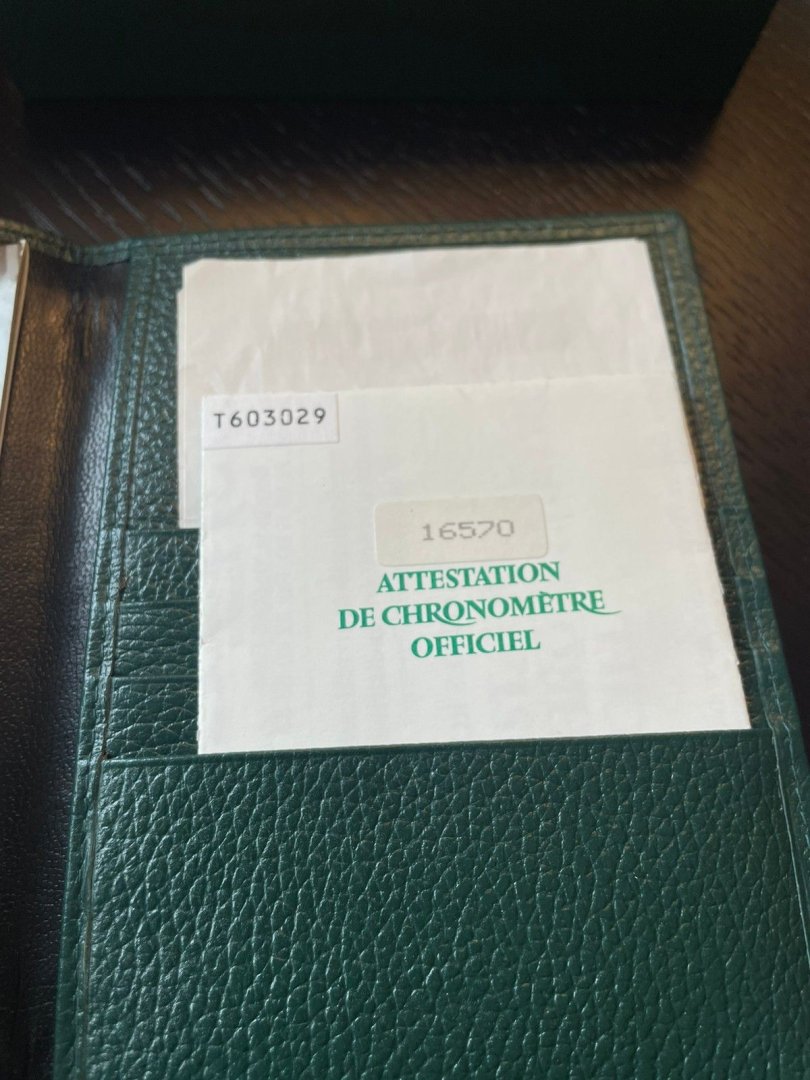 T603029
16570
ATTESTATION
DE CHRONOMÈTRE
OFFICIEL